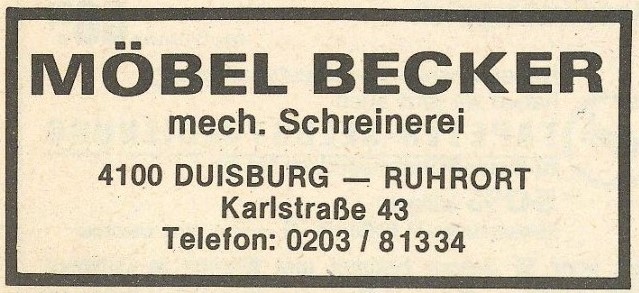 MÖBEL BECKER
mech. Schreinerei
4100 DUISBURG — RUHRORT
Karlstraße 43
Telefon: 0203 / 81334